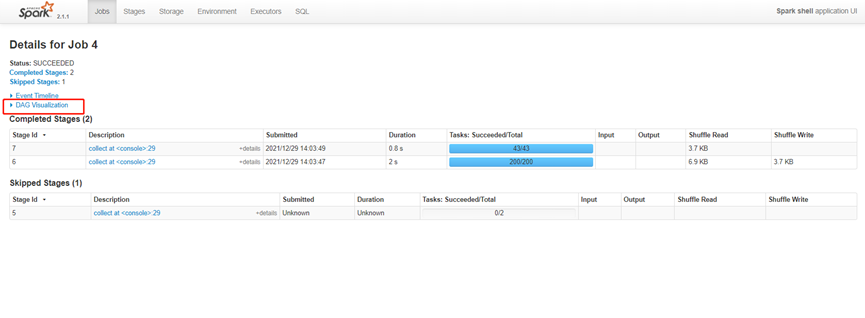 APACHE Spark 2.1.1 Jobs Stages Storage Environment Executors SQL Spark shell application UI
Details for Job 4
Status: SUCCEEDED
Completed Stages: 2
Skipped Stages: 1
Event Timeline
DAG Visualization
Completed Stages (2)
Stage Id Description Submitted Duration Tasks: Succeeded/Total Input Output Shuffle Read Shuffle Write
7 collect at <console>:29 +details 2021/12/29 14:03:49 0.8 s 43/43 3.7 KB
6 collect at <console>:29 +details 2021/12/29 14:03:47 2 s 200/200 6.9 KB 3.7 KB
Skipped Stages (1)
Stage Id Description Submitted Duration Tasks: Succeeded/Total Input Output Shuffle Read Shuffle Write
5 collect at <console>:29 +details Unknown Unknown 0/2